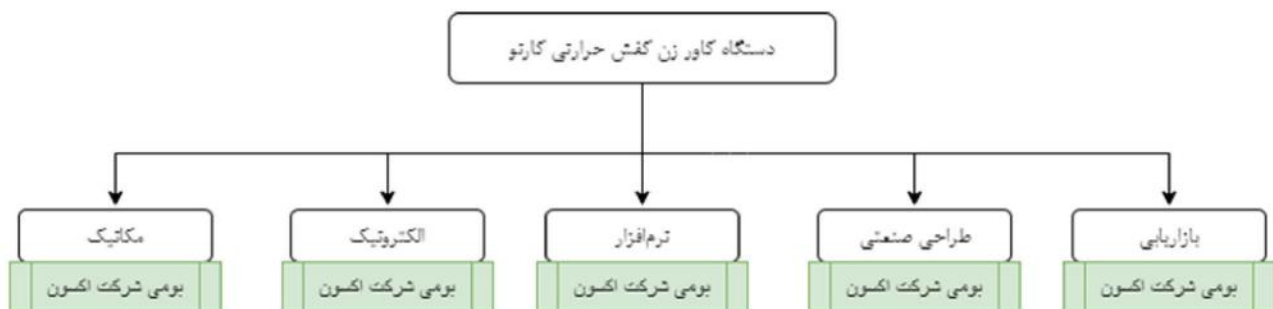 دستگاه کاور زن کفش حرارتی کارتو
بازاریابی
طراحی صنعتی
نرم‌افزار
الکترونیک
مکانیک
بومی شرکت اکسون
بومی شرکت اکسون
بومی شرکت اکسون
بومی شرکت اکسون
بومی شرکت اکسون